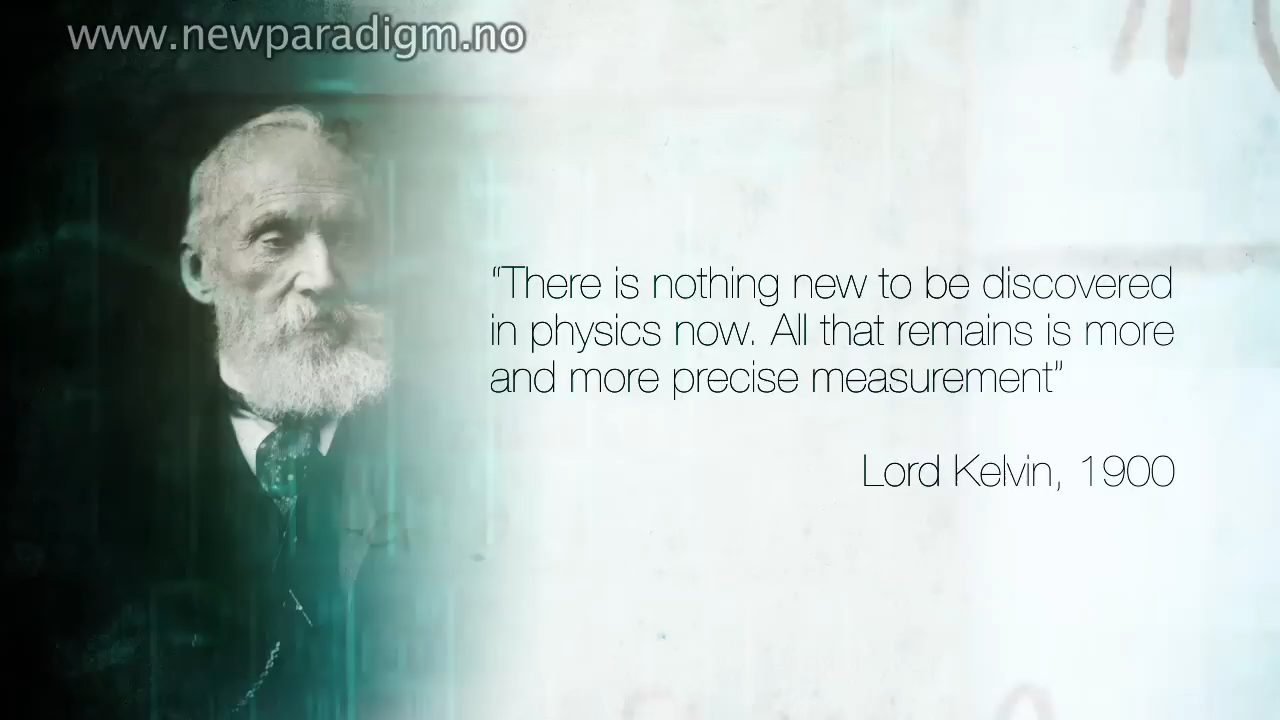 www.newparadigm.no
“There is nothing new to be discovered
in physics now. All that remains is more
and more precise measurement”
Lord Kelvin, 1900